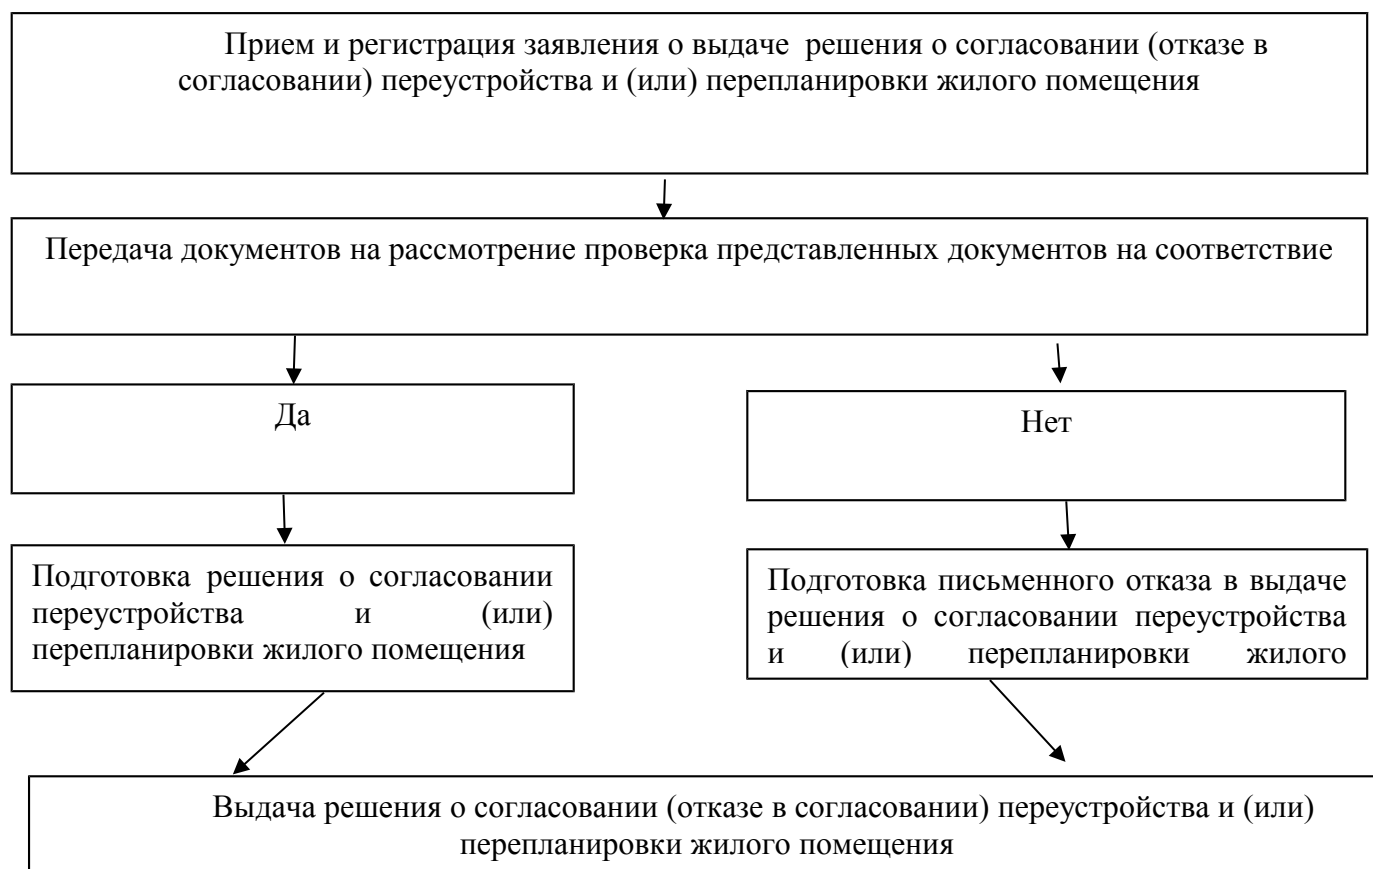 Прием и регистрация заявления о выдаче решения о согласовании (отказе в
согласовании) переустройства и (или) перепланировки жилого помещения
Передача документов на рассмотрение проверка представленных документов на соответствие
Да
Нет
Подготовка решения о согласовании
переустройства и (или)
перепланировки жилого помещения
Подготовка письменного отказа в выдаче
решения о согласовании переустройства
и (или) перепланировки жилого
Выдача решения о согласовании (отказе в согласовании) переустройства и (или)
перепланировки жилого помещения